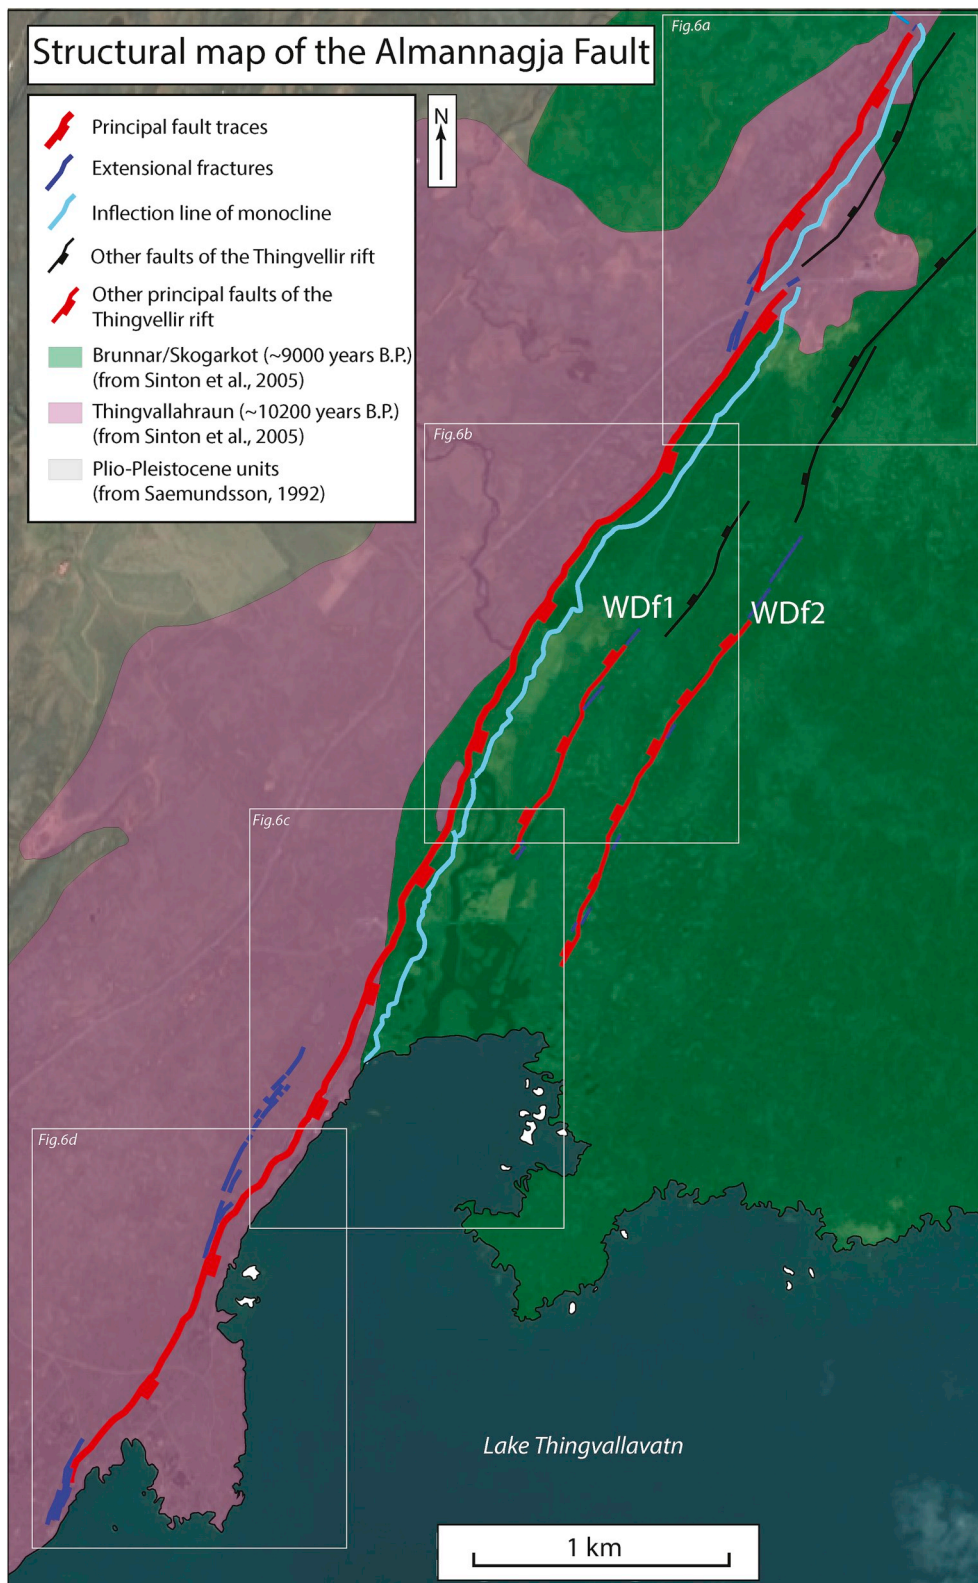 Structural map of the Almannagja Fault
Fig.6a
N
Principal fault traces
Extensional fractures
Inflection line of monocline
Other faults of the Thingvellir rift
Other principal faults of the
Thingvellir rift
Brunnar/Skogarkot (~9000 years B.P.)
(from Sinton et al., 2005)
Thingvallahraun (~10200 years B.P.)
(from Sinton et al., 2005)
Plio-Pleistocene units
(from Saemundsson, 1992)
Fig.6b
WDf1
WDf2
Fig.6c
Fig.6d
Lake Thingvallavatn
1 km